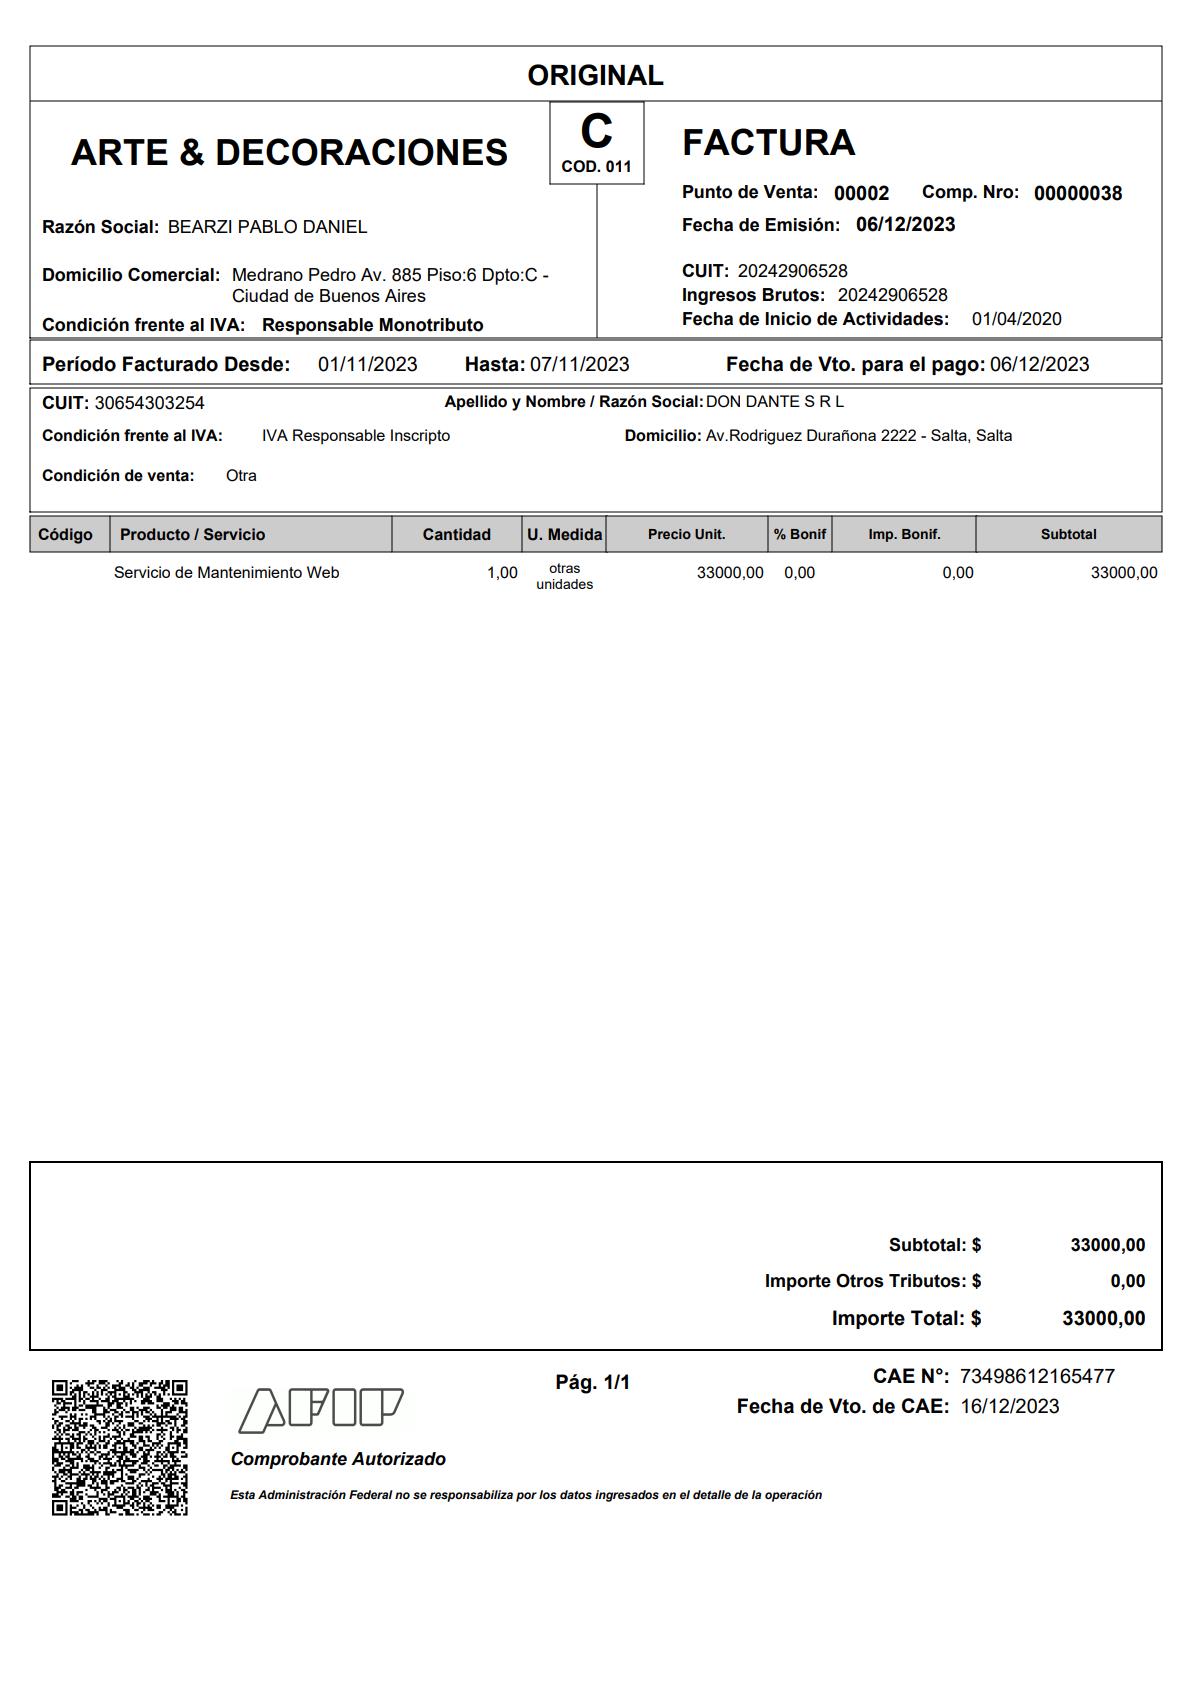 ORIGINAL
ARTE & DECORACIONES
C
COD. 011
FACTURA
Punto de Venta: 00002 Comp. Nro: 00000038
Fecha de Emisión: 06/12/2023
Razón Social: BEARZI PABLO DANIEL
Domicilio Comercial: Medrano Pedro Av. 885 Piso:6 Dpto:C -
Ciudad de Buenos Aires
Condición frente al IVA: Responsable Monotributo
CUIT: 20242906528
Ingresos Brutos: 20242906528
Fecha de Inicio de Actividades: 01/04/2020
Período Facturado Desde: 01/11/2023 Hasta: 07/11/2023 Fecha de Vto. para el pago: 06/12/2023
CUIT: 30654303254 Apellido y Nombre / Razón Social: DON DANTE S R L
Condición frente al IVA: IVA Responsable Inscripto Domicilio: Av.Rodriguez Durañona 2222 - Salta, Salta
Condición de venta: Otra
Código Producto / Servicio Cantidad U. Medida Precio Unit. % Bonif Imp. Bonif. Subtotal
Servicio de Mantenimiento Web 1,00 otras unidades 33000,00 0,00 0,00 33000,00
Subtotal: $ 33000,00
Importe Otros Tributos: $ 0,00
Importe Total: $ 33000,00
AFIP
Comprobante Autorizado
Esta Administración Federal no se responsabiliza por los datos ingresados en el detalle de la operación
Pág. 1/1
CAE N°: 73498612165477
Fecha de Vto. de CAE: 16/12/2023